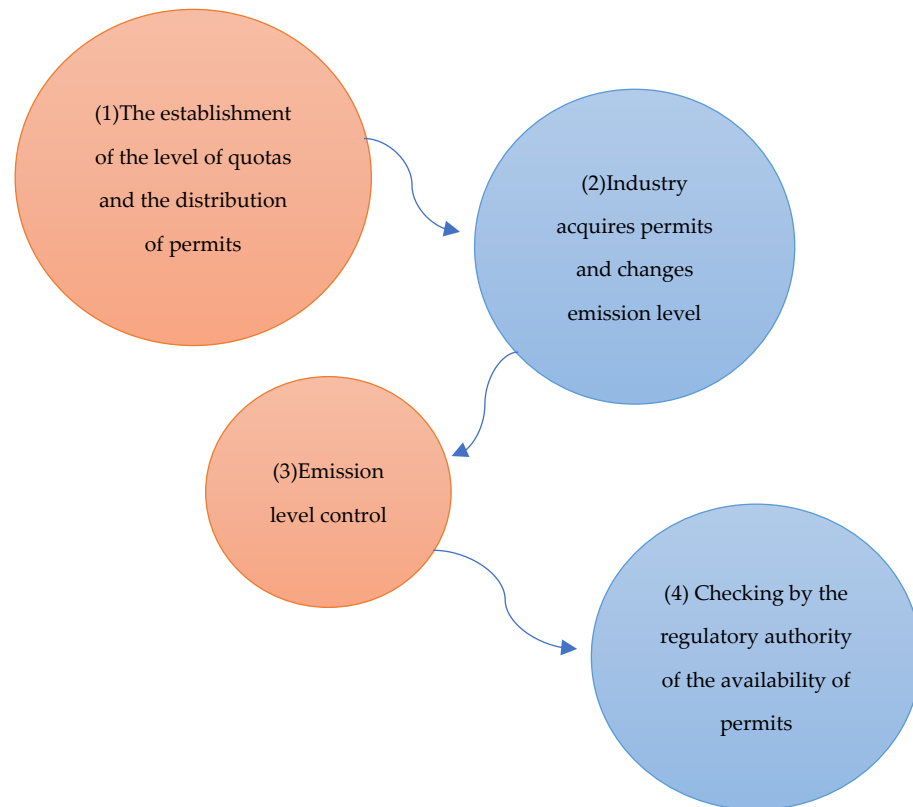 (1)The establishment
of the level of quotas
and the distribution
of permits
(2)Industry
acquires permits
and changes
emission level
(3)Emission
level control
(4) Checking by the
regulatory authority
of the availability of
permits